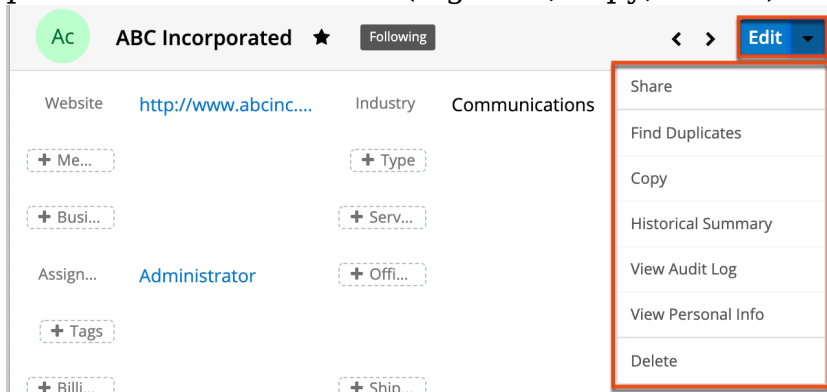 Ac ABC Incorporated Following Edit
Share
Website http://www.abcinc.... Industry Communications
Find Duplicates
+ Me... + Type
Copy
+ Busi... + Serv...
Historical Summary
View Audit Log
Assign... Administrator + Offi...
View Personal Info
+ Tags
Delete
+ Billi... + Ship...